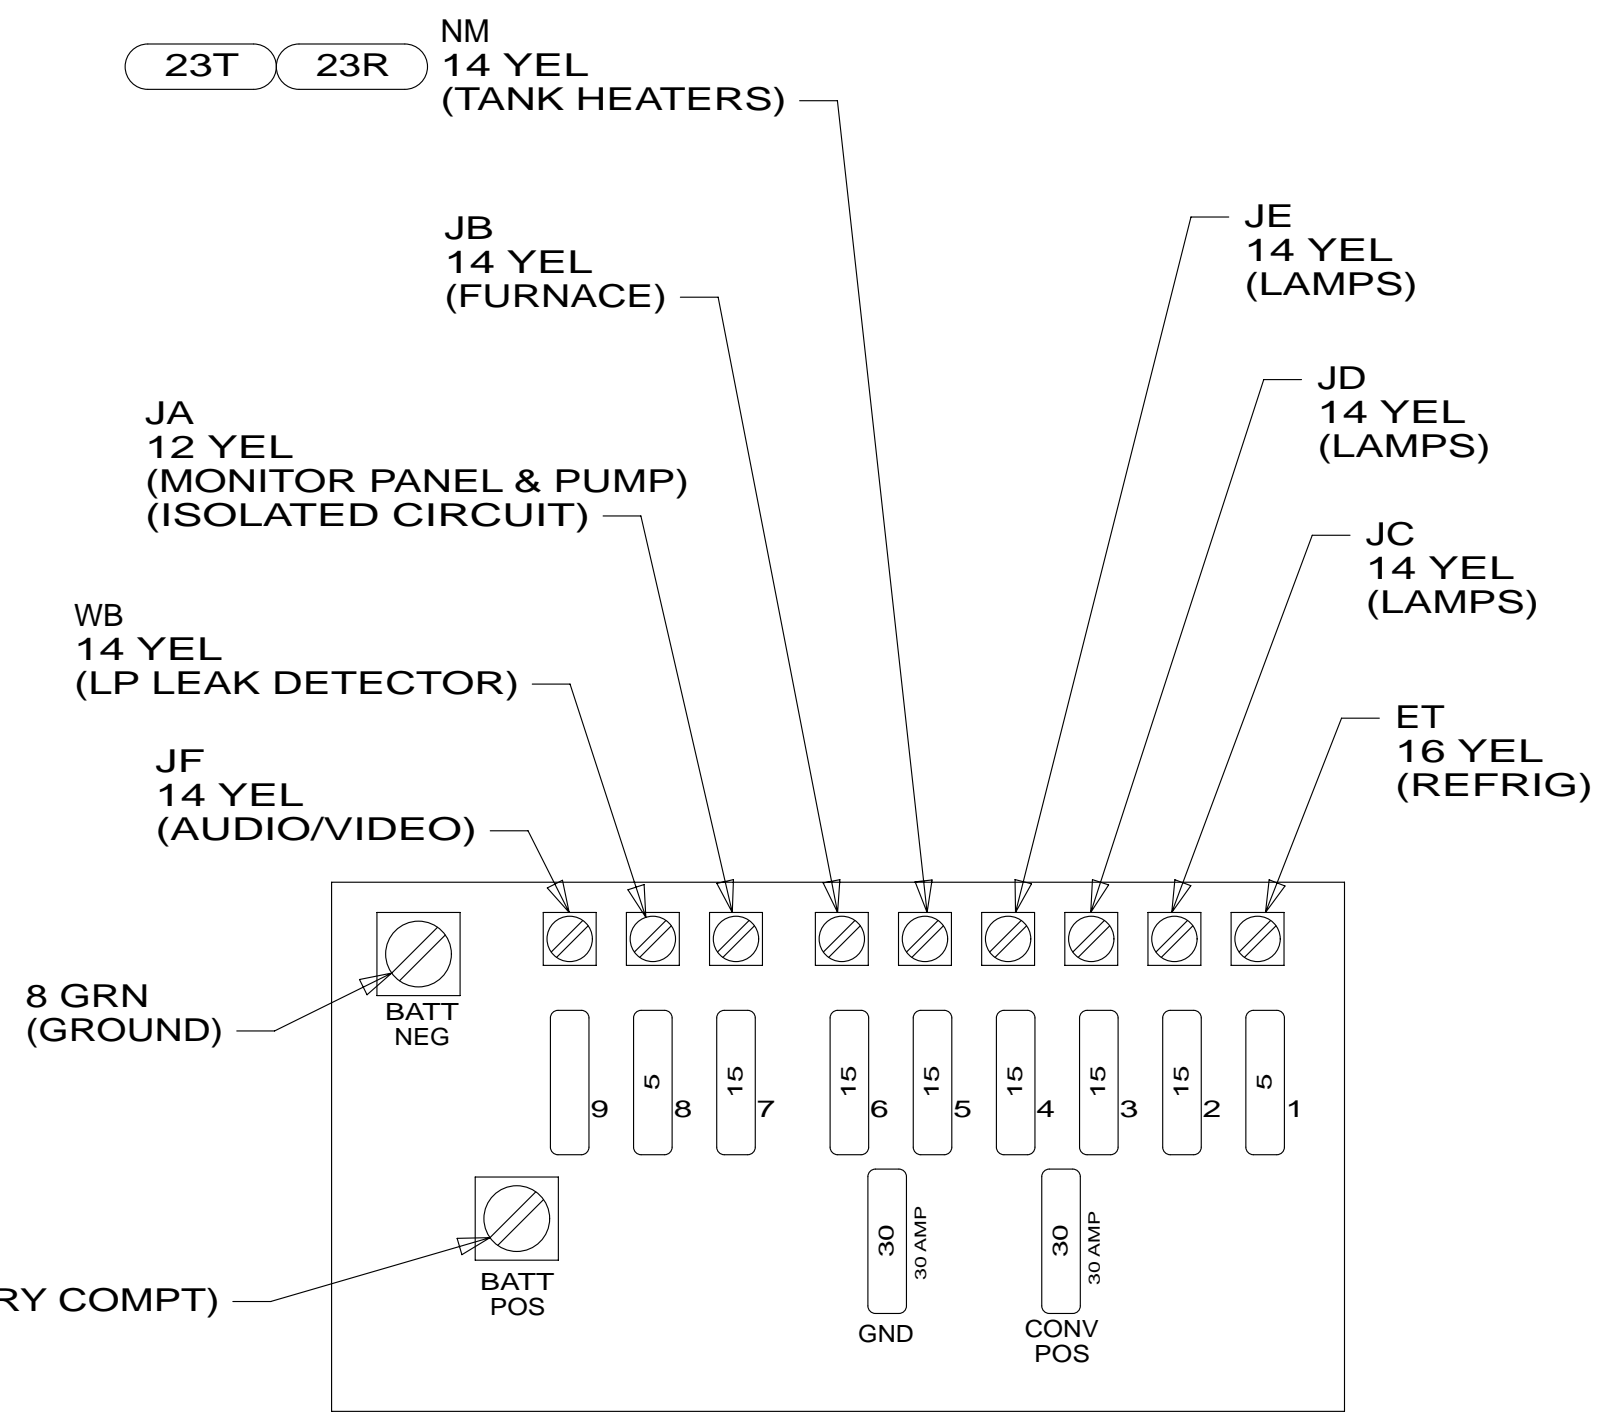 23T 23R
NM
14 YEL
(TANK HEATERS)
JB
14 YEL
(FURNACE)
JE
14 YEL
(LAMPS)
JD
14 YEL
(LAMPS)
JA
12 YEL
(MONITOR PANEL & PUMP)
(ISOLATED CIRCUIT)
JC
14 YEL
(LAMPS)
WB
14 YEL
(LP LEAK DETECTOR)
ET
16 YEL
(REFRIG)
JF
14 YEL
(AUDIO/VIDEO)
8 GRN
(GROUND)
BATT
NEG
9
5 8
15 7
15 6
15 5
15 4
15 3
15 2
5 1
BATT
POS
RY COMPT)
30 30 AMP
GND
30 30 AMP
CONV
POS